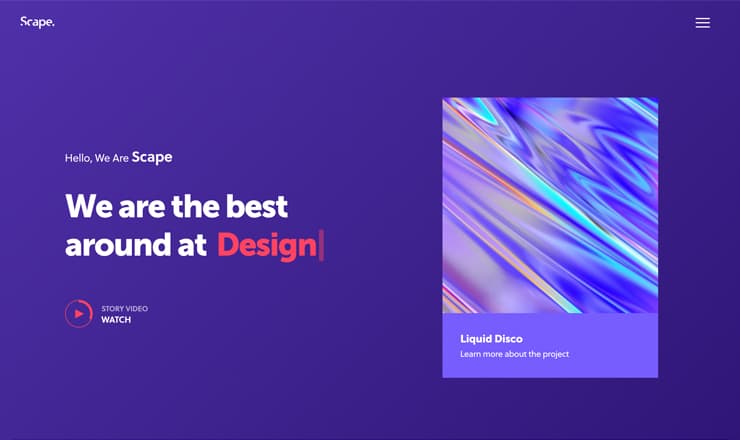 Scape.
Hello, We Are Scape
We are the best
around at Design
STORY VIDEO
WATCH
Liquid Disco
Learn more about the project